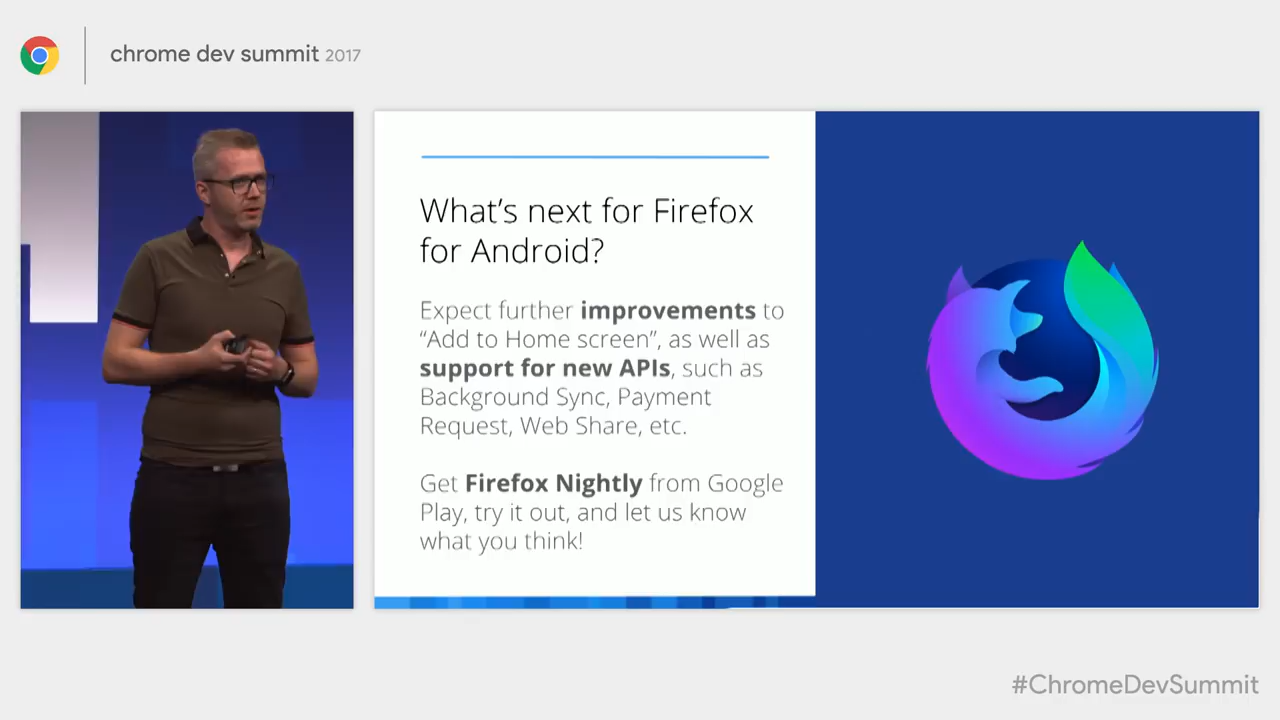 chrome dev summit 2017
What's next for Firefox
for Android?
Expect further improvements to
“Add to Home screen”, as well as
support for new APIs, such as
Background Sync, Payment
Request, Web Share, etc.
Get Firefox Nightly from Google
Play, try it out, and let us know
what you think!
#ChromeDevSummit